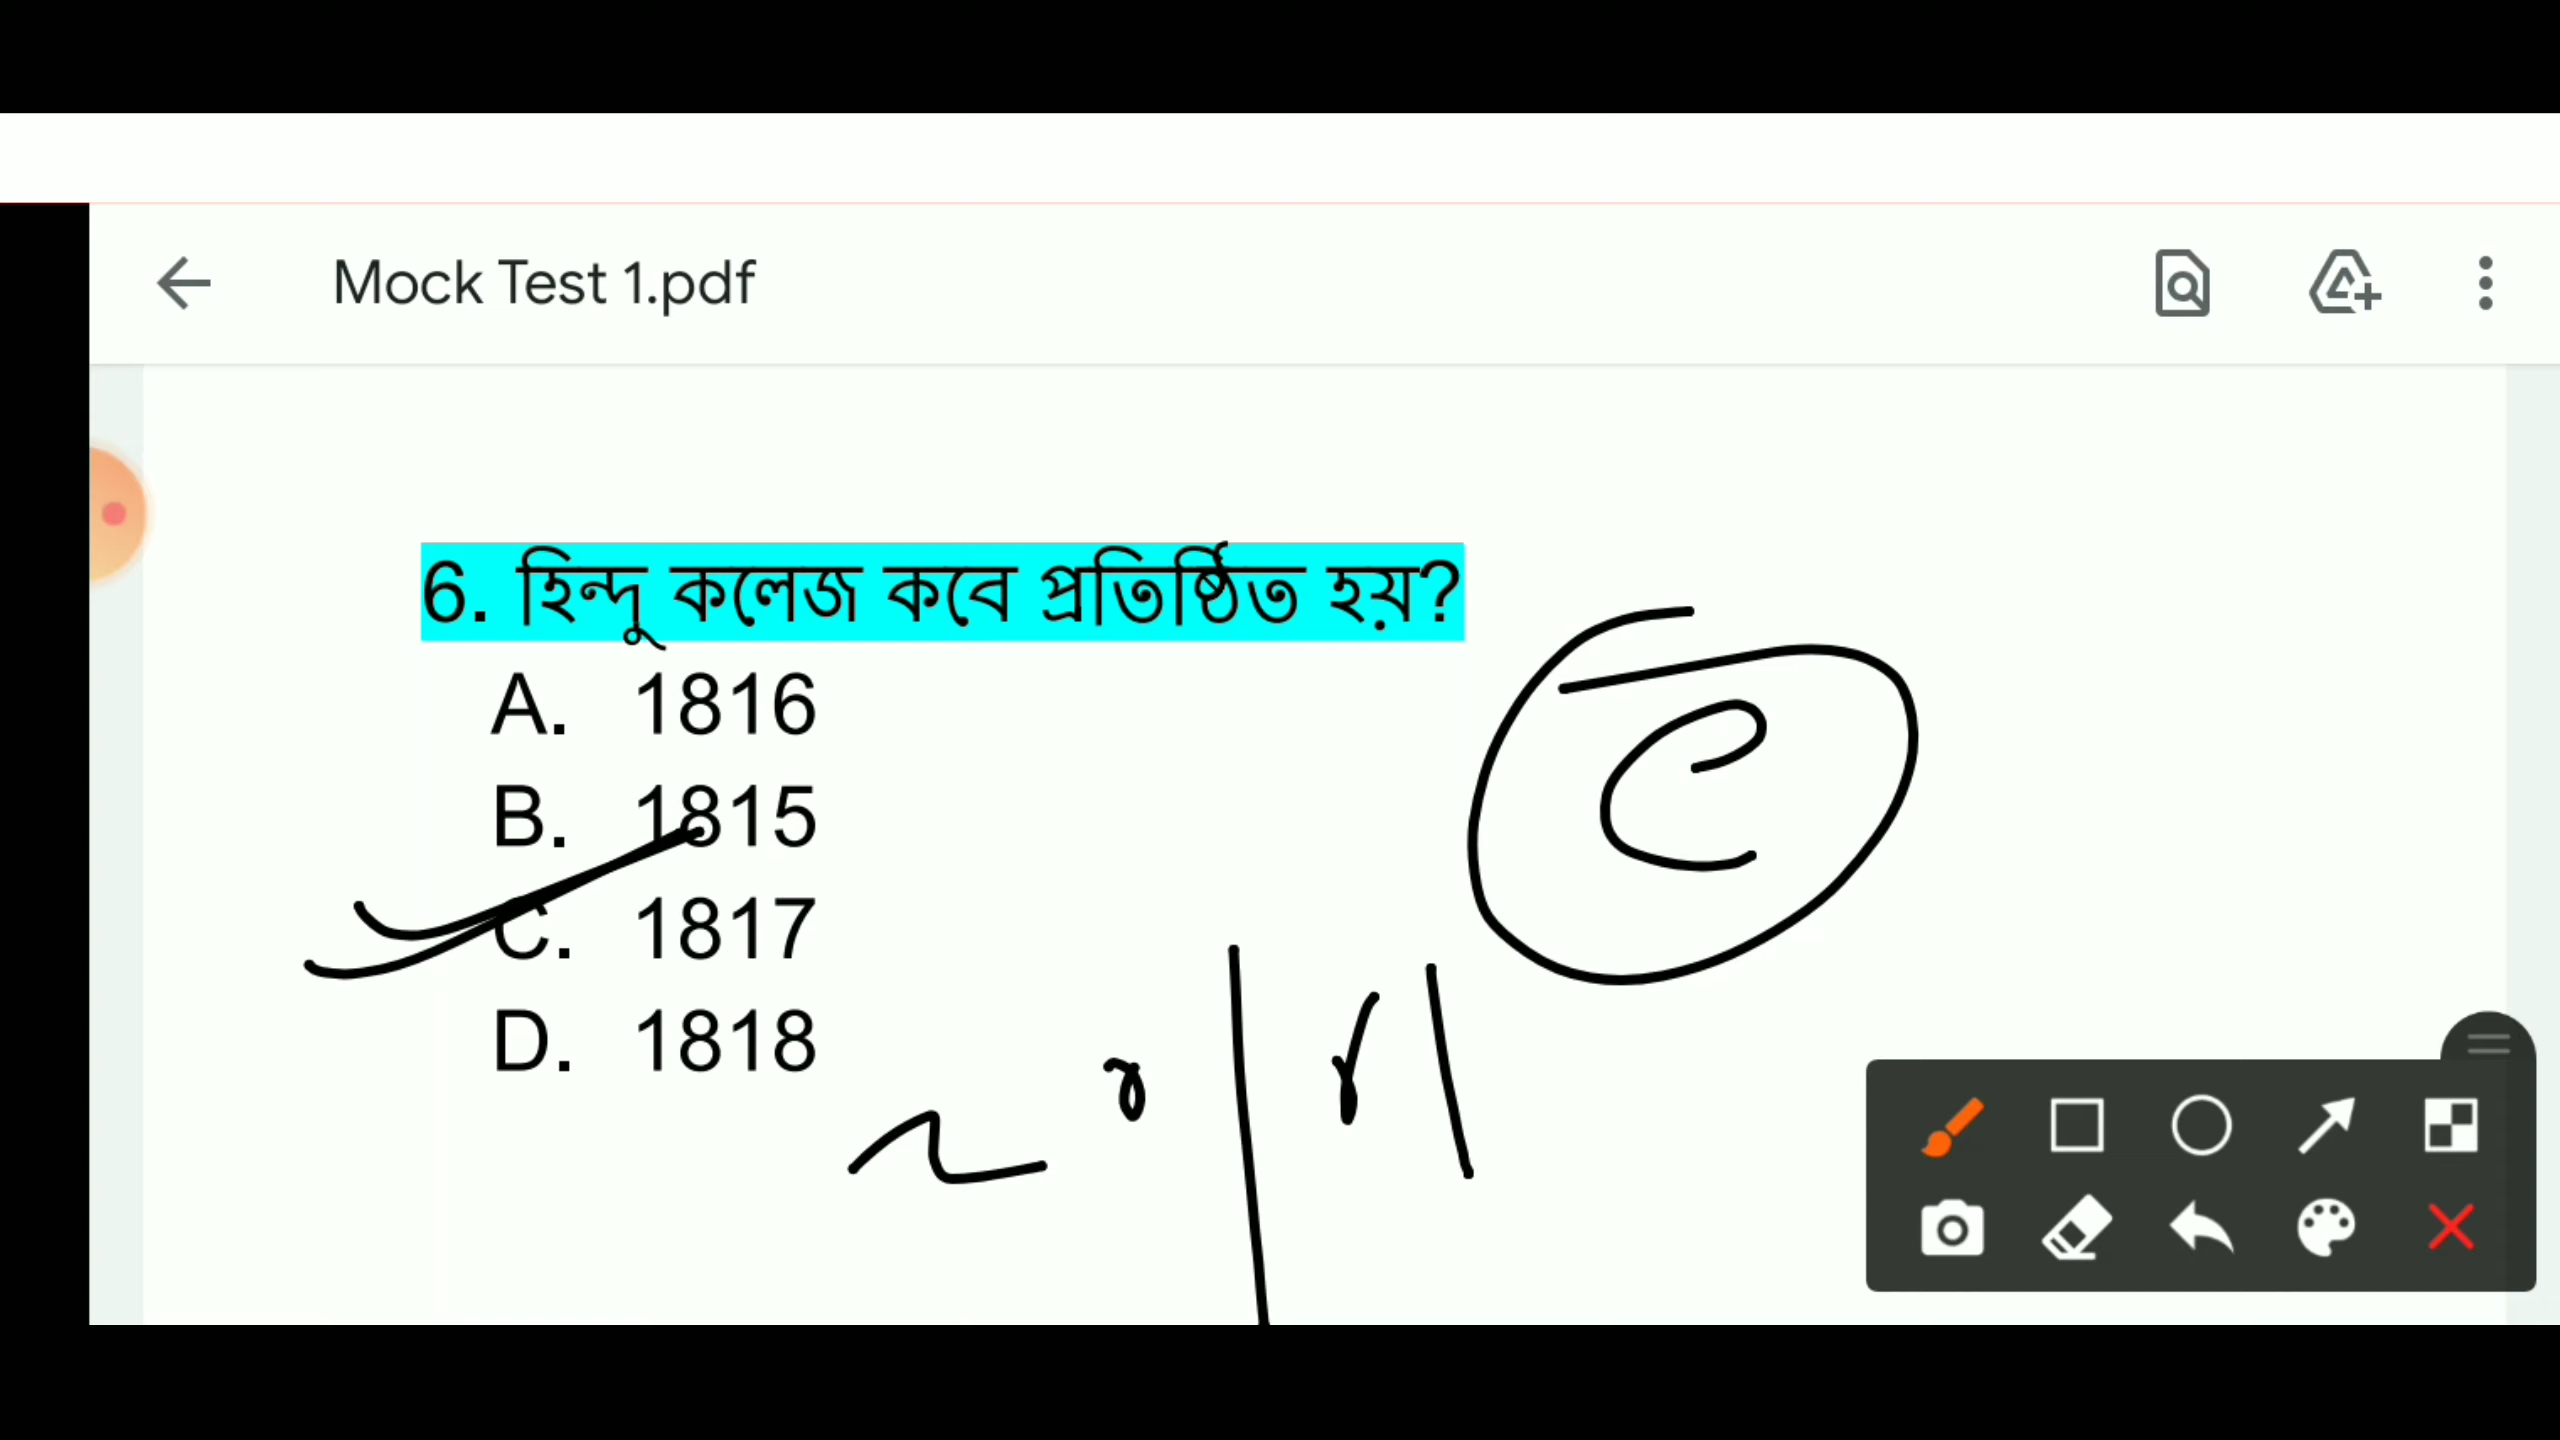 Mock Test 1.pdf
6. হিন্দু কলেজ কবে প্রতিষ্ঠিত হয়?
A. 1816
B. 1815
C. 1817
D. 1818